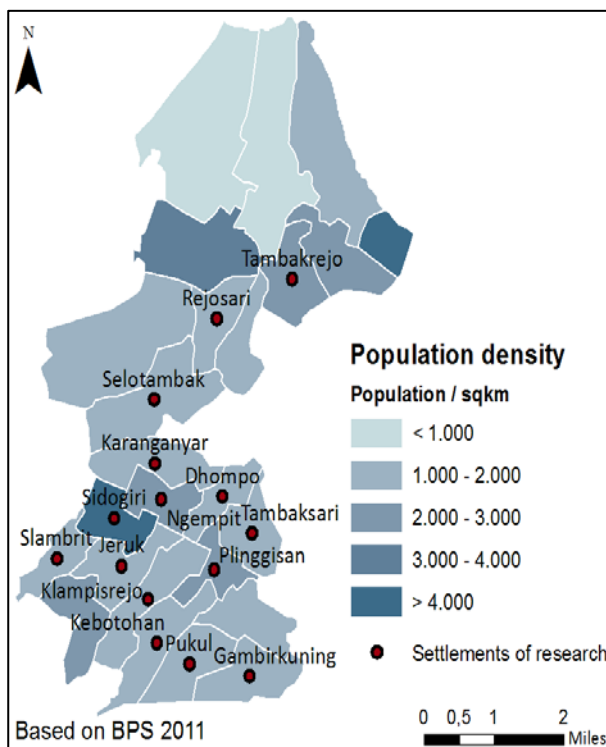 N
Tambakrejo
Rejosari
Selotambak
Karanganyar
Dhompo
Sidogiri
Ngempit
Tambaksari
Slambrit
Jeruk
Plinggisan
Klampisrejo
Kebotohan
Pukul
Gambirkuning
Population density
Population / sqkm
< 1.000
1.000 - 2.000
2.000 - 3.000
3.000 - 4.000
> 4.000
Settlements of research
Based on BPS 2011
0 0,5 1 2
Miles